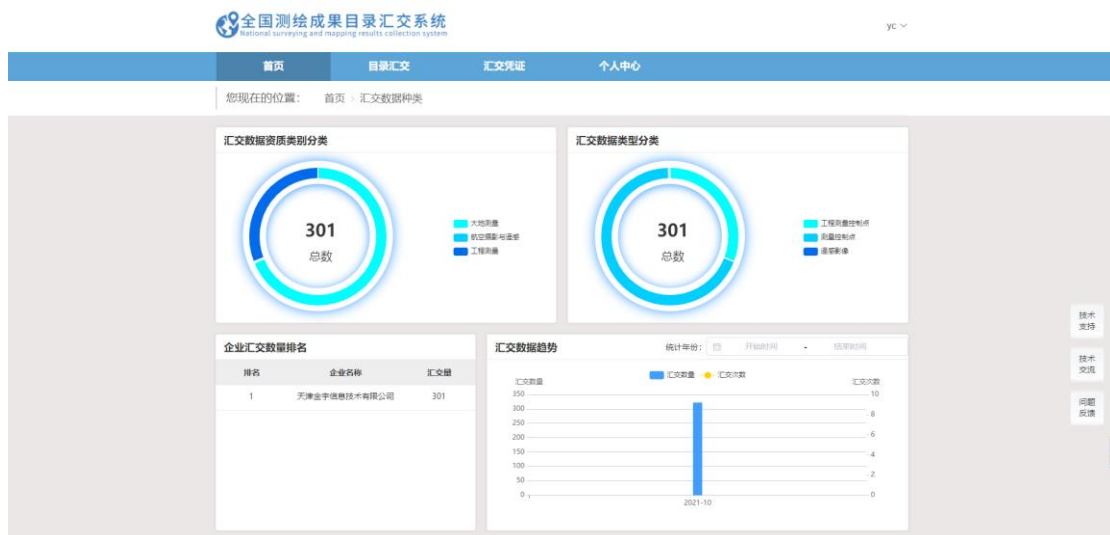 全国测绘成果目录汇交系统
National surveying and mapping results collection system
yc
首页 目录汇交 汇交凭证 个人中心
您现在的位置： 首页 > 汇交数据种类
汇交数据资质类别分类
301
总数
大地测量
航空摄影与遥感
工程测量
汇交数据类型分类
301
总数
工程测量控制点
测量控制点
遥感影像
技术
支持
技术
交流
问题
反馈
企业汇交数量排名
排名 企业名称 汇交量
1 天津金宇信息技术有限公司 301
汇交数据趋势
统计年份： 开始时间 - 结束时间
汇交数量 汇交次数
汇交数量 汇交次数
350 10
300
250 8
200 6
150 4
100
50 2
0 0
2021-10